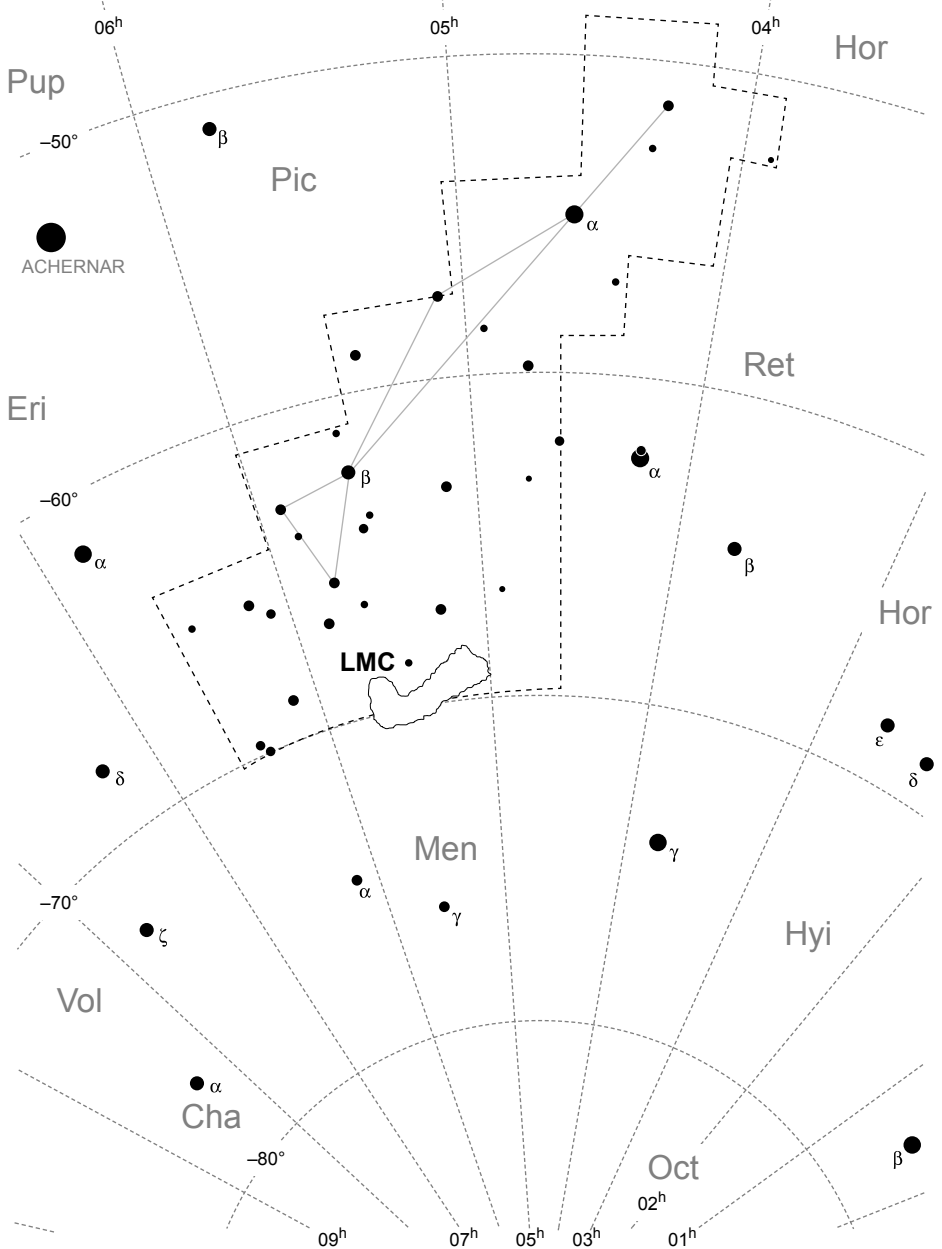 06ʰ
05ʰ
04ʰ
Hor
Pup
β
–50°
Pic
α
ACHERNAR
Ret
Eri
α
β
–60°
α
β
Hor
LMC
ε
δ
δ
Men
γ
α
–70°
γ
ζ
Hyi
Vol
α
Cha
β
–80°
Oct
02ʰ
09ʰ
07ʰ
05ʰ
03ʰ
01ʰ